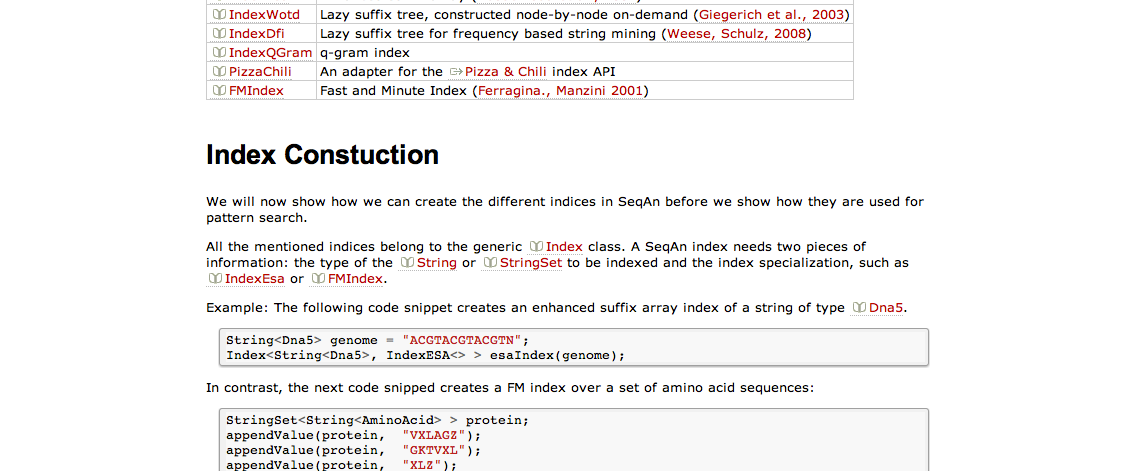 IndexWotd Lazy suffix tree, constructed node-by-node on-demand (Giegerich et al., 2003)
IndexDfi Lazy suffix tree for frequency based string mining (Weese, Schulz, 2008)
IndexQGram q-gram index
PizzaChili An adapter for the Pizza & Chili index API
FMIndex Fast and Minute Index (Ferragina., Manzini 2001)
Index Constuction
We will now show how we can create the different indices in SeqAn before we show how they are used for
pattern search.
All the mentioned indices belong to the generic Index class. A SeqAn index needs two pieces of
information: the type of the String or StringSet to be indexed and the index specialization, such as
IndexEsa or FMIndex.
Example: The following code snippet creates an enhanced suffix array index of a string of type Dna5.
String<Dna5> genome = "ACGTACGTACGTN";
Index<String<Dna5>, IndexESA<> > esaIndex(genome);
In contrast, the next code snipped creates a FM index over a set of amino acid sequences:
StringSet<String<AminoAcid> > protein;
appendValue(protein, "VXLAGZ");
appendValue(protein, "GKTVXL");
appendValue(protein, "XLZ");